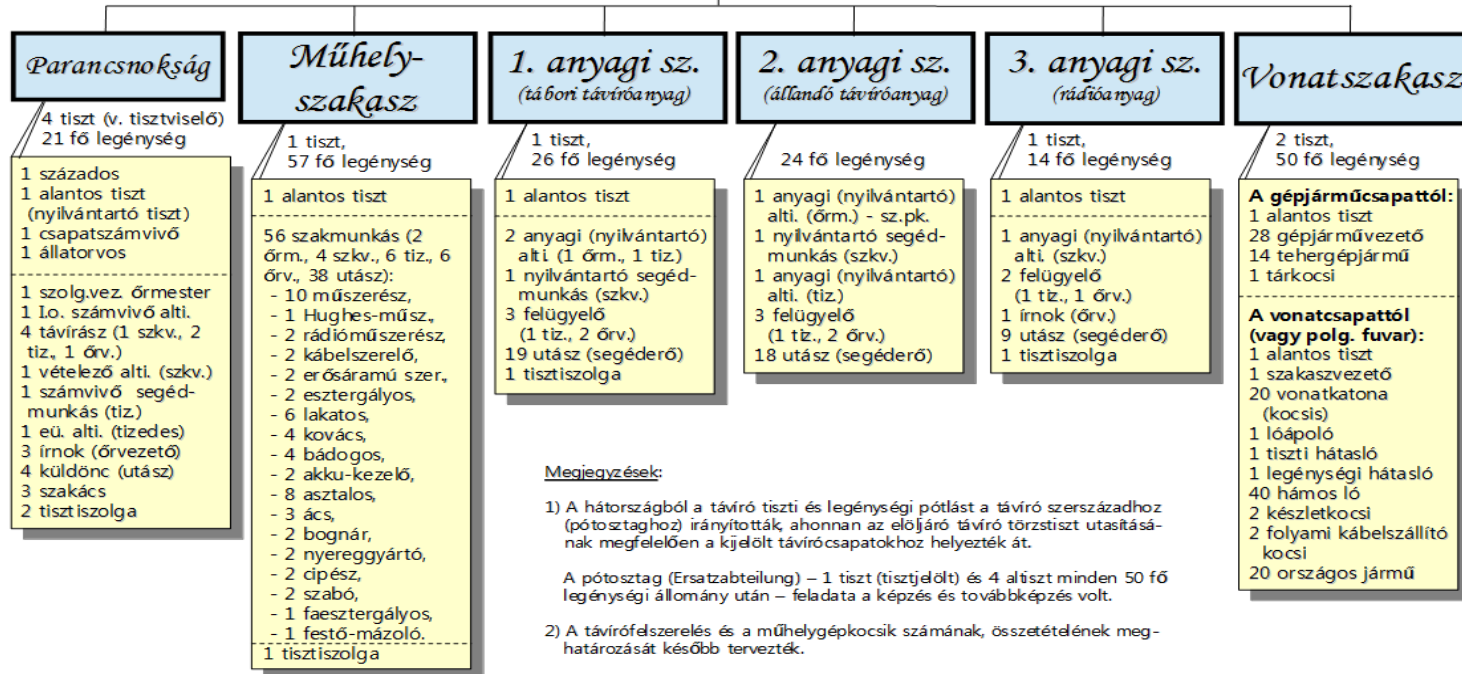 Parancsnokság
4 tiszt (v. tisztviselő)
21 fő legénység
1 százados
1 alantos tiszt
(nyilvántartó tiszt)
1 csapatszámvivő
1 állatorvos
1 szolg.vez. őrmester
1 I.o. számvivő alti.
4 távírász (1 szkv., 2
tiz., 1 őrv.)
1 vételező alti. (szkv.)
1 számvivő segéd-
munkás (tiz.)
1 eü. alti. (tizedes)
3 írnok (őrvezető)
4 küldönc (utász)
3 szakács
2 tisztiszolga
Műhely-
szakasz
1 tiszt,
57 fő legénység
1 alantos tiszt
56 szakmunkás (2
őrm., 4 szkv., 6 tiz., 6
őrv., 38 utász):
- 10 műszerész,
- 1 Hughes-műsz.,
- 2 rádióműszerész,
- 2 kábelszerelő,
- 2 erősáramú szer.,
- 2 esztergályos,
- 6 lakatos,
- 4 kovács,
- 4 bádogos,
- 2 akku-kezelő,
- 8 asztalos,
- 3 ács,
- 2 bognár,
- 2 nyereggyártó,
- 2 cipész,
- 2 szabó,
- 1 faesztergályos,
- 1 festő-mázoló.
1 tisztiszolga
1. anyagi sz.
(tábori távíróanyag)
1 tiszt,
26 fő legénység
1 alantos tiszt
2 anyagi (nyilvántartó)
alti. (1 őrm., 1 tiz.)
1 nyilvántartó segéd-
munkás (szkv.)
3 felügyelő
(1 tiz., 2 őrv.)
19 utász (segéderő)
1 tisztiszolga
2. anyagi sz.
(állandó távíróanyag)
24 fő legénység
1 anyagi (nyilvántartó)
alti. (őrm.) - sz.pk.
1 nyilvántartó segéd-
munkás (szkv.)
1 anyagi (nyilvántartó)
alti. (tiz.)
3 felügyelő
(1 tiz., 2 őrv.)
18 utász (segéderő)
3. anyagi sz.
(rádióanyag)
1 tiszt,
14 fő legénység
1 alantos tiszt
1 anyagi (nyilvántartó)
alti. (szkv.)
2 felügyelő
(1 tiz., 1 őrv.)
1 írnok (őrv.)
9 utász (segéderő)
1 tisztiszolga
Vonatszakasz
2 tiszt,
50 fő legénység
A gépjárműcsapattól:
1 alantos tiszt
28 gépjárművezető
14 tehergépjármű
1 tárkocsi
A vonatcsapattól
(vagy polg. fuvar):
1 alantos tiszt
1 szakaszvezető
20 vonatkatona
(kocsis)
1 lóápoló
1 tiszti hátasló
1 legénységi hátasló
40 hámos ló
2 készletkocsi
2 folyami kábelszállító
kocsi
20 országos jármű
Megjegyzések:
1) A hátországból a távíró tiszti és legénységi pótlást a távíró szerszázadhoz
(pótosztaghoz) irányították, ahonnan az elöljáró távíró törzstiszt utasításá-
nak megfelelően a kijelölt távírócsapatokhoz helyezték át.
A pótosztag (Ersatzabteilung) – 1 tiszt (tisztjelölt) és 4 altiszt minden 50 fő
legénységi állomány után – feladata a képzés és továbbképzés volt.
2) A távírófelszerelés és a műhelygépkocsik számának, összetételének meg-
határozását később tervezték.